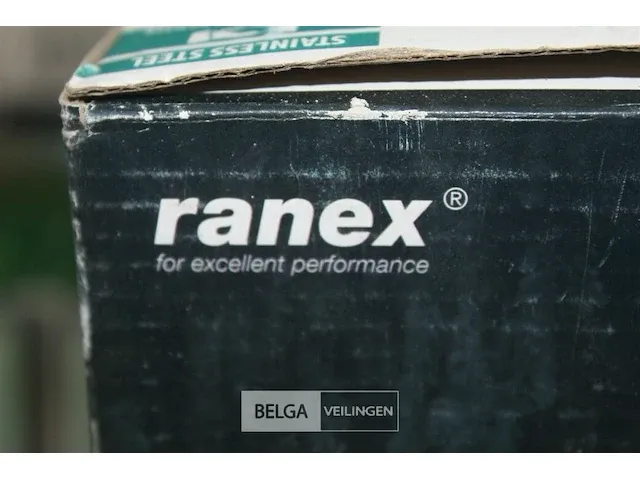 STAINLESS STEEL
ranex®
for excellent performance
BELGA VEILINGEN